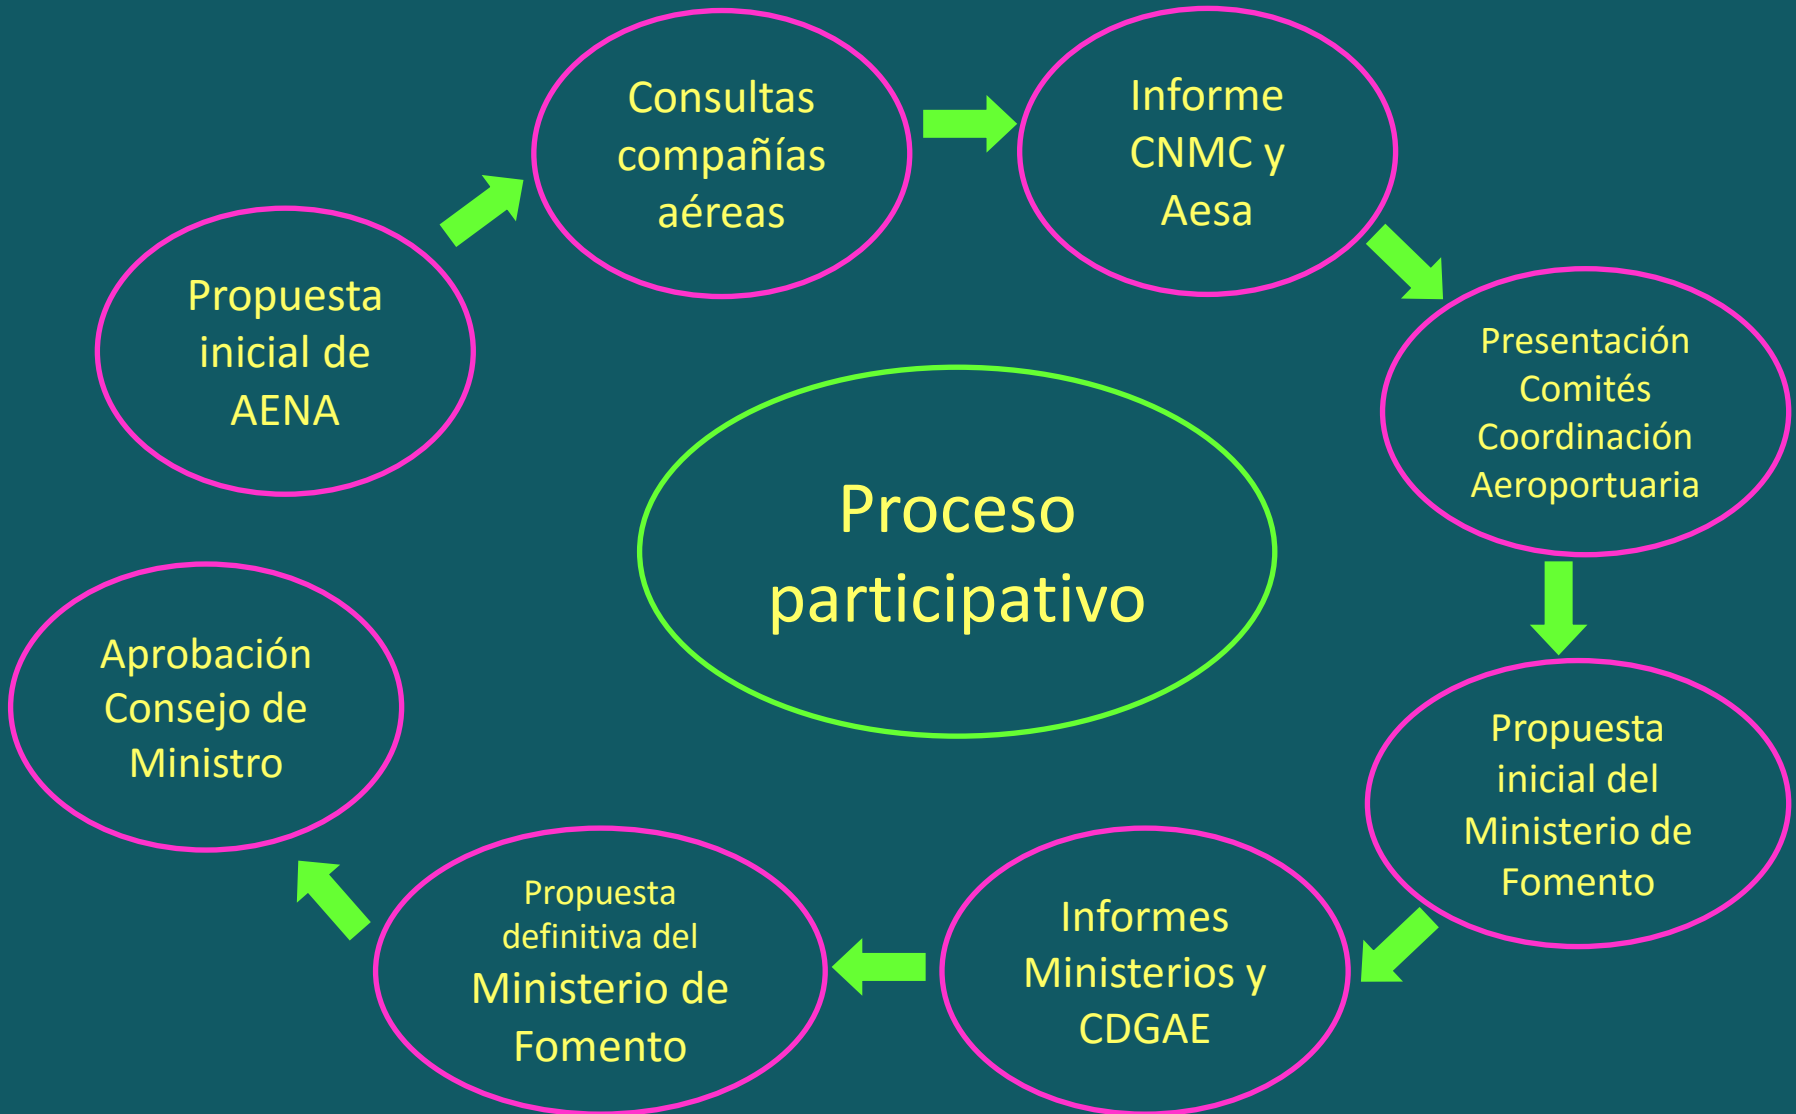 Propuesta
inicial de
AENA
Consultas
compañías
aéreas
Informe
CNMC y
Aesa
Presentación
Comités
Coordinación
Aeroportuaria
Propuesta
inicial del
Ministerio de
Fomento
Informes
Ministerios y
CDGAE
Propuesta
definitiva del
Ministerio de
Fomento
Aprobación
Consejo de
Ministro
Proceso
participativo